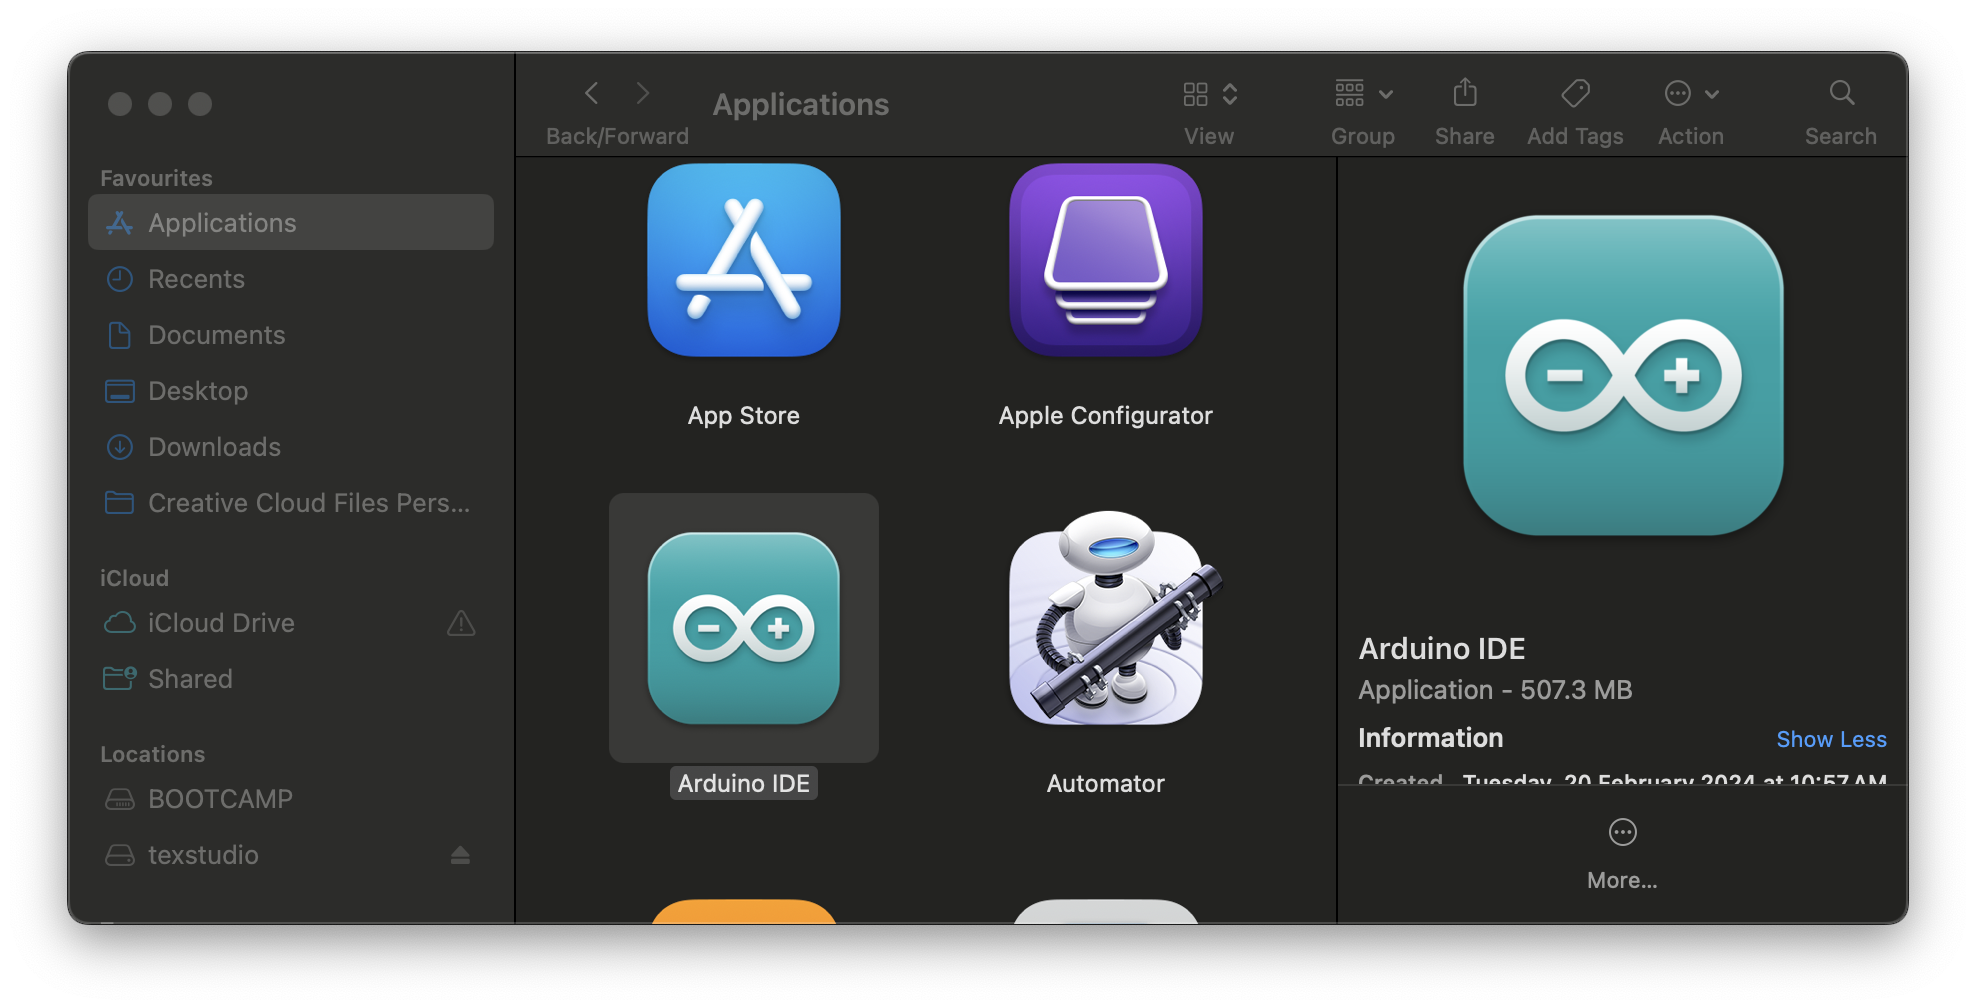 Favourites
Applications
Recents
Documents
Desktop
Downloads
Creative Cloud Files Pers...
iCloud
iCloud Drive
Shared
Locations
BOOTCAMP
texstudio
Back/Forward
Applications
View
Group
Share
Add Tags
Action
Search
App Store
Apple Configurator
Arduino IDE
Automator
Arduino IDE
Application - 507.3 MB
Information Show Less
Created Tuesday, 20 February 2024 at 10:57 AM
More...